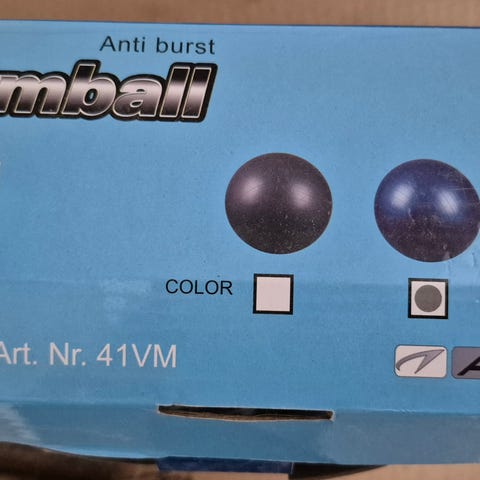 Anti burst
mball
COLOR
Art. Nr. 41VM